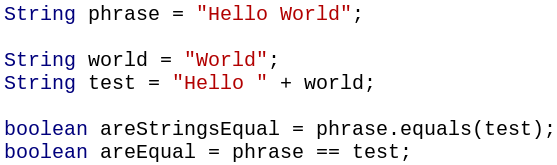 String phrase = "Hello World";
String world = "World";
String test = "Hello " + world;
boolean areStringsEqual = phrase.equals(test);
boolean areEqual = phrase == test;